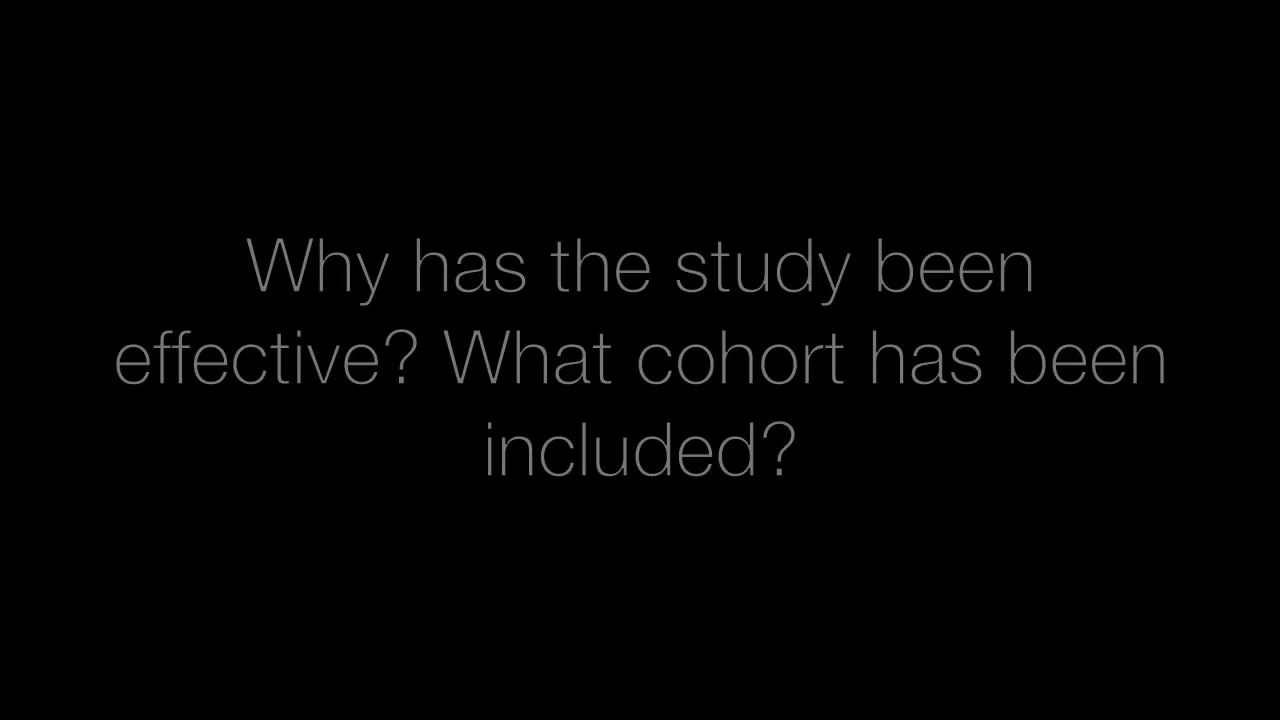 Why has the study been
effective? What cohort has been
included?